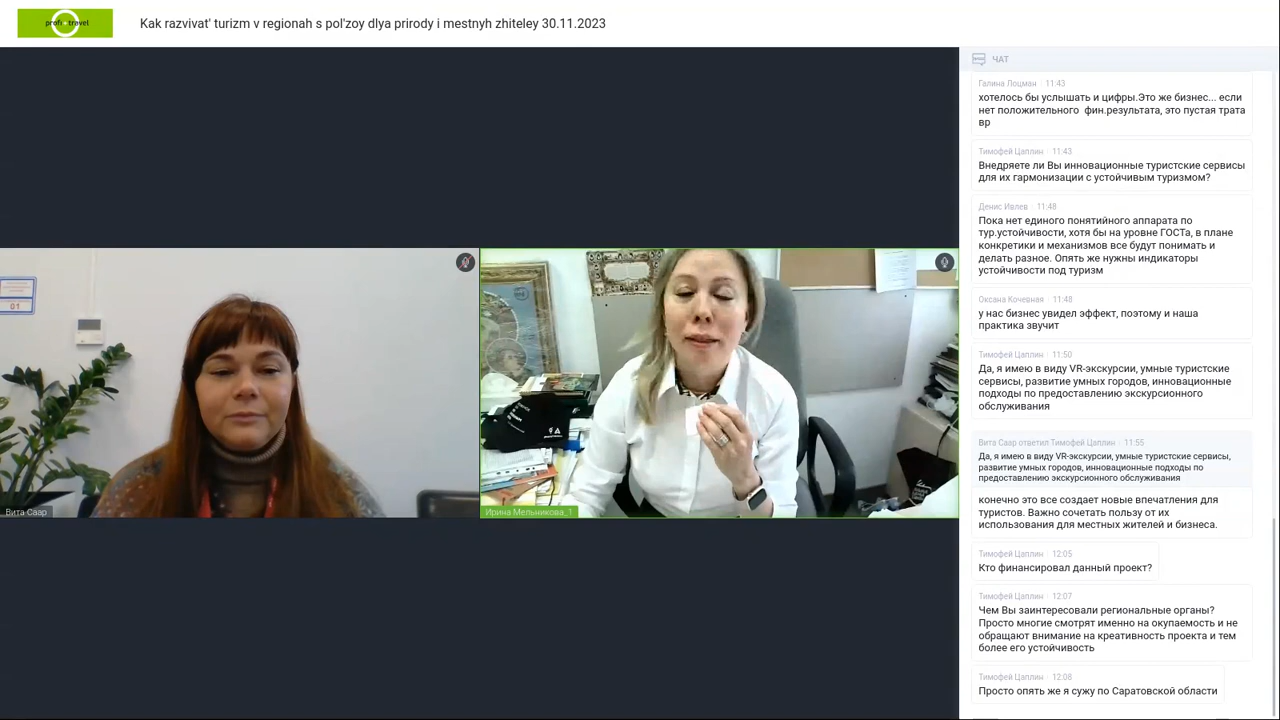 profi travel
Kak razvivat' turizm v regionah s pol'zoy dlya prirody i mestnyh zhiteley 30.11.2023
ЧАТ
Галина Лоцман · 11:43
хотелось бы услышать и цифры.Это же бизнес... если
нет положительного фин.результата, это пустая трата
вр
Тимофей Цаплин · 11:43
Внедряете ли Вы инновационные туристские сервисы
для их гармонизации с устойчивым туризмом?
Денис Ивлев · 11:48
Пока нет единого понятийного аппарата по
тур.устойчивости, хотя бы на уровне ГОСТа, в плане
конкретики и механизмов все будут понимать и
делать разное. Опять же нужны индикаторы
устойчивости под туризм
Оксана Кочевная · 11:48
у нас бизнес увидел эффект, поэтому и наша
практика звучит
Тимофей Цаплин · 11:50
Да, я имею в виду VR-экскурсии, умные туристские
сервисы, развитие умных городов, инновационные
подходы по предоставлению экскурсионного
обслуживания
Вита Саар ответил Тимофей Цаплин · 11:55
Да, я имею в виду VR-экскурсии, умные туристские сервисы,
развитие умных городов, инновационные подходы по
предоставлению экскурсионного обслуживания
конечно это все создает новые впечатления для
туристов. Важно сочетать пользу от их
использования для местных жителей и бизнеса.
Тимофей Цаплин · 12:05
Кто финансировал данный проект?
Тимофей Цаплин · 12:07
Чем Вы заинтересовали региональные органы?
Просто многие смотрят именно на окупаемость и не
обращают внимание на креативность проекта и тем
более его устойчивость
Тимофей Цаплин · 12:08
Просто опять же я сужу по Саратовской области
01
Вита Саар
Ирина Мельникова_1